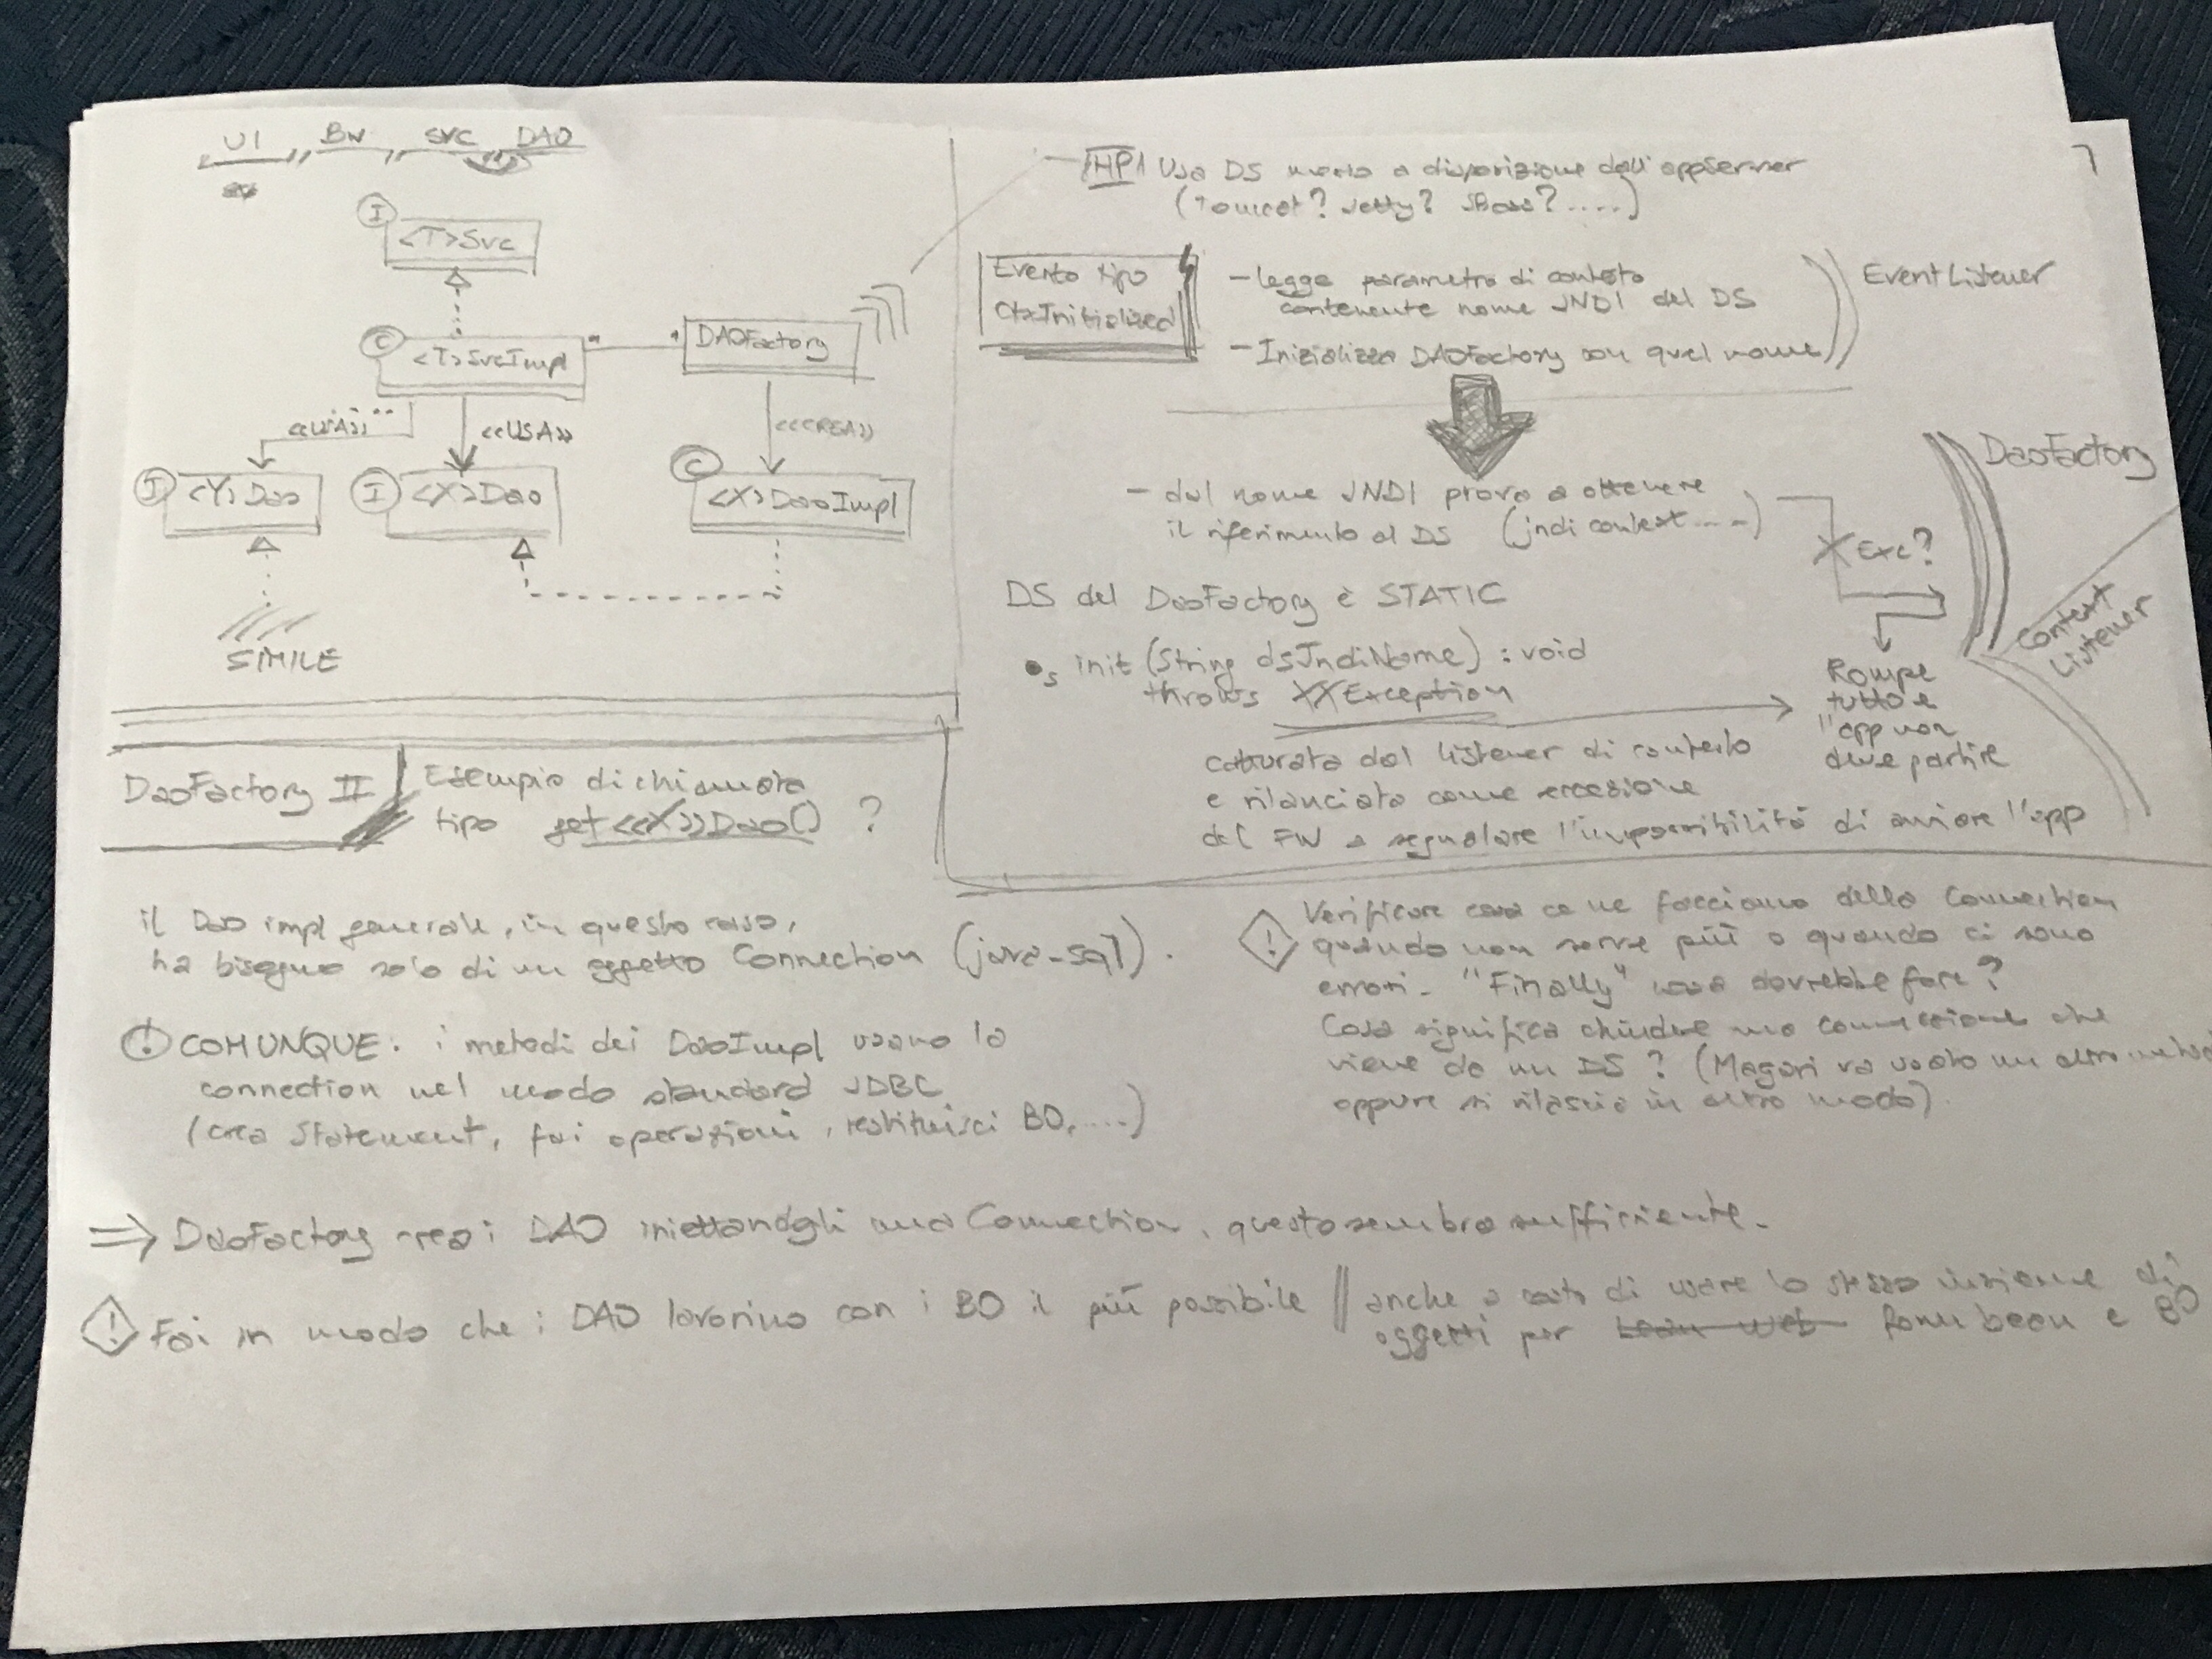 UI BW SVC DAO
I
<T>Svc
C
<T>SvcImpl
* *
DAOFactory
<<USA>>
<<USA>>
<<CREA>>
I
<Y>Dao
I
<X>Dao
C
<X>DaoImpl
SIMILE
HP1 Usa DS messo a disposizione dall'appServer
(Tomcat? Jetty? JBoss?....)
7
Evento tipo
CtxInitialized
- legge parametro di contesto
contenente nome JNDI del DS
- Inizializza DAOFactory con quel nome
EventListener
- dal nome JNDI prova a ottenere
il riferimento al DS (jndi context....)
Exc?
DaoFactory
Context
Listener
DS del DaoFactory è STATIC
s init (String dsJndiName) : void
throws XXException
Rompe
tutto e
l'app non
deve partire
catturata dal listener di contesto
e rilanciata come eccezione
del FW a segnalare l'impossibilità di avviare l'app
DaoFactory II
Esempio di chiamata
tipo get<<X>>Dao() ?
il Dao impl generale, in questo caso,
ha bisogno solo di un oggetto Connection (java-sql).
! COMUNQUE: i metodi dei DaoImpl usano la
connection nel modo standard JDBC
(crea Statement, fai operazioni, restituisci BO,....)
! Verificare cosa ce ne facciamo della Connection
quando non serve più o quando ci sono
errori. "Finally" cosa dovrebbe fare?
Cosa significa chiudere una connessione che
viene da un DS? (Magari va usato un altro metodo
oppure si rilascia in altro modo)
=> DaoFactory crea i DAO iniettandogli una Connection, questo sembra sufficiente.
! Fai in modo che i DAO lavorino con i BO il più possibile || anche a costo di usare lo stesso insieme di
oggetti per bean web form bean e BO